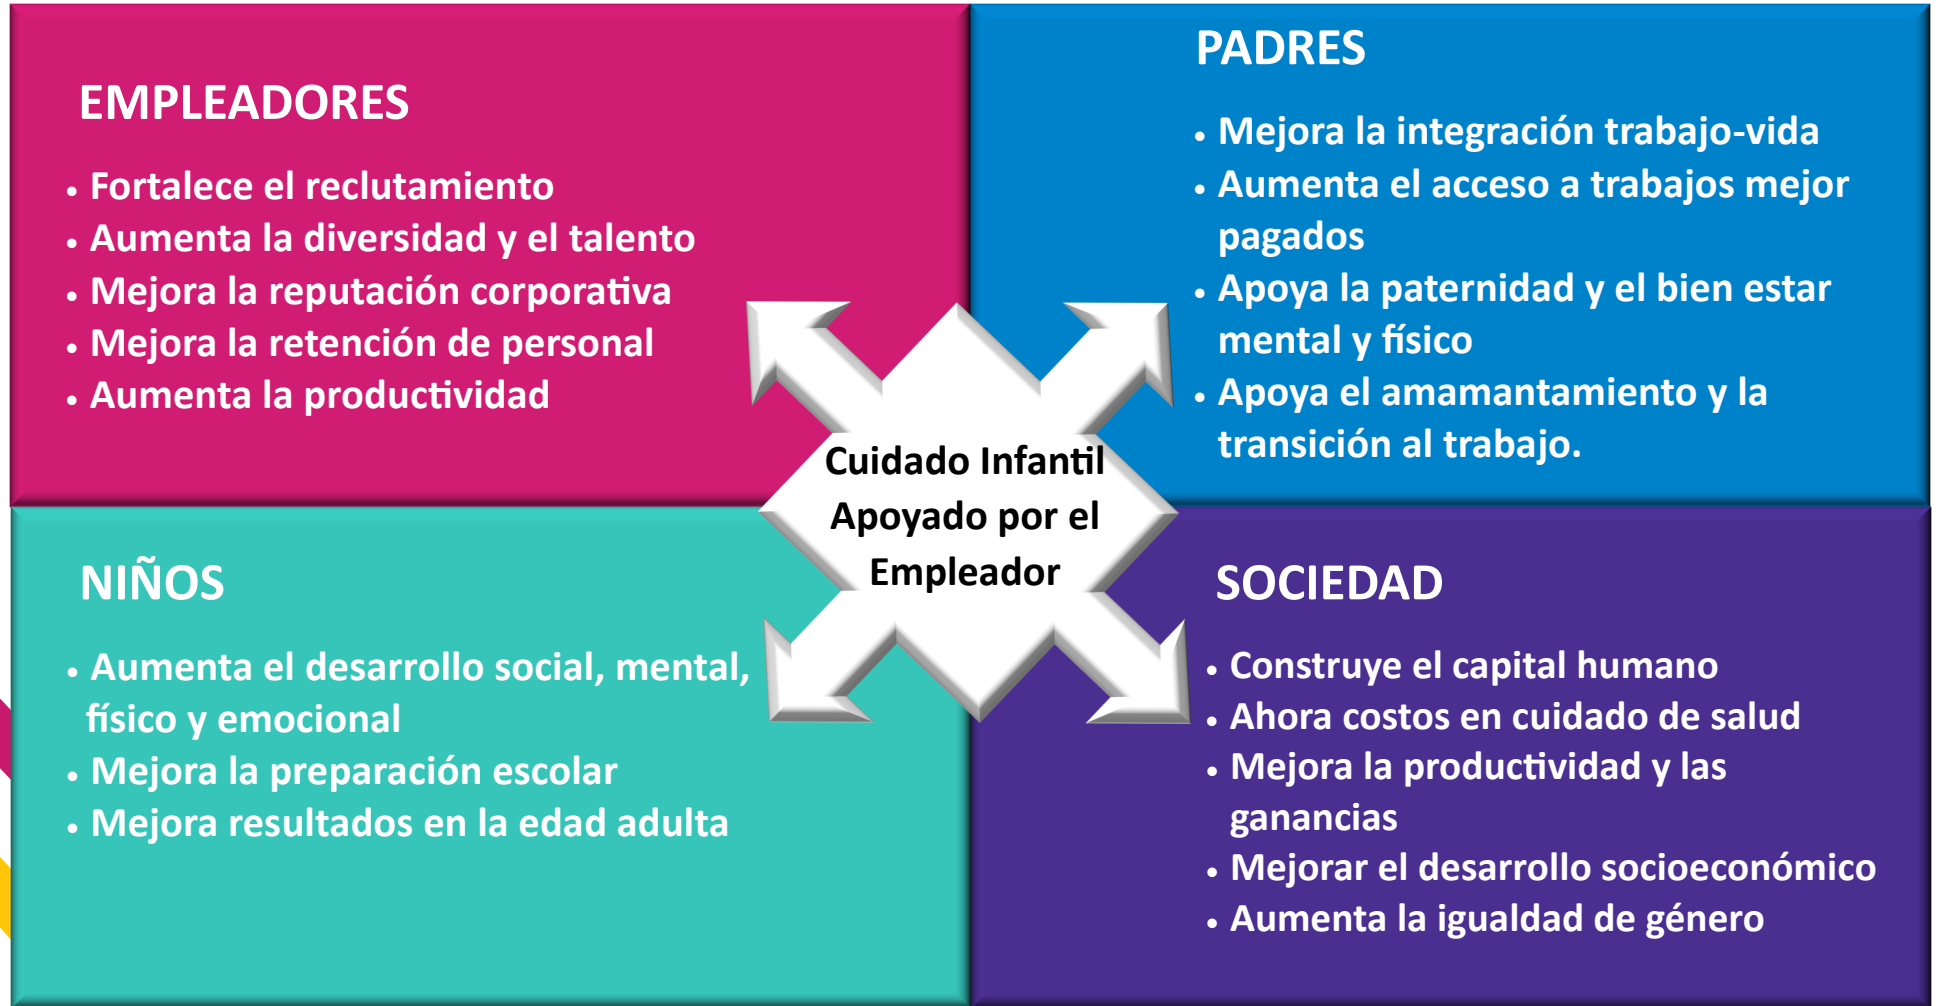 EMPLEADORES
• Fortalece el reclutamiento
• Aumenta la diversidad y el talento
• Mejora la reputación corporativa
• Mejora la retención de personal
• Aumenta la productividad
PADRES
• Mejora la integración trabajo-vida
• Aumenta el acceso a trabajos mejor
pagados
• Apoya la paternidad y el bien estar
mental y físico
• Apoya el amamantamiento y la
transición al trabajo.
Cuidado Infantil
Apoyado por el
Empleador
NIÑOS
• Aumenta el desarrollo social, mental,
físico y emocional
• Mejora la preparación escolar
• Mejora resultados en la edad adulta
SOCIEDAD
• Construye el capital humano
• Ahora costos en cuidado de salud
• Mejora la productividad y las
ganancias
• Mejorar el desarrollo socioeconómico
• Aumenta la igualdad de género